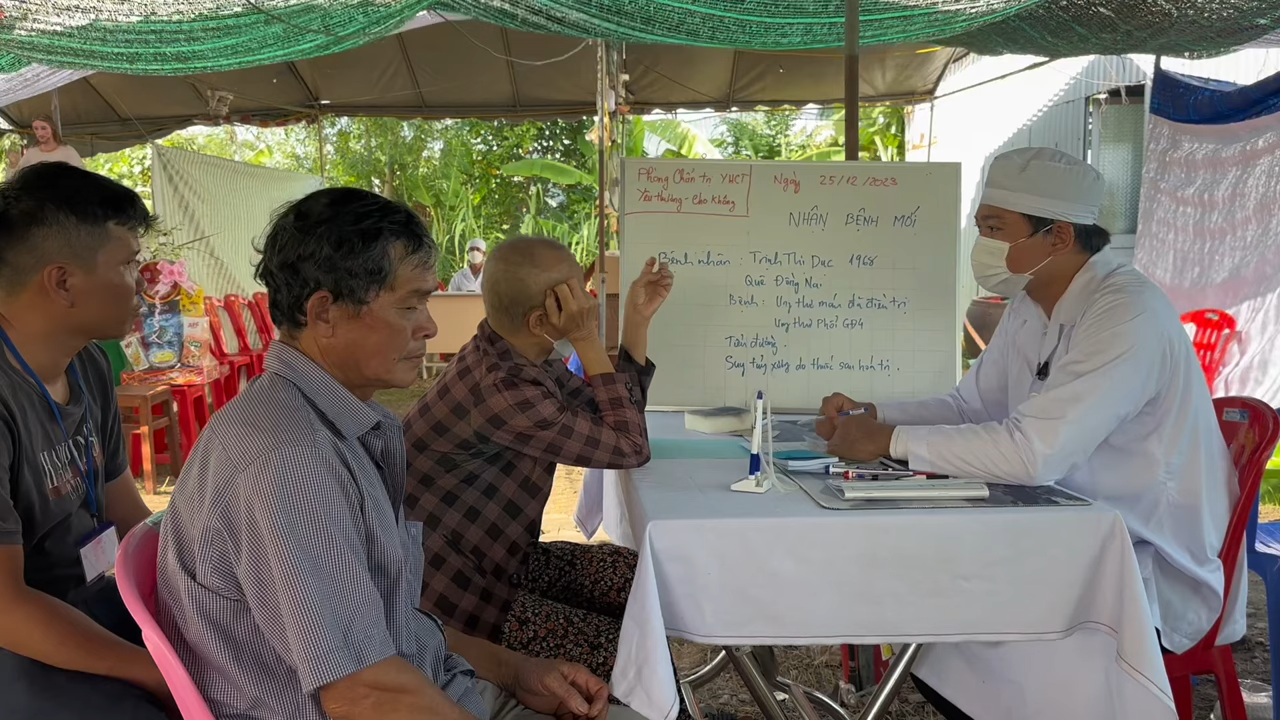 Phòng Chẩn trị YHCT
Yêu thương - Cho Không
Ngày 25/12/2023
NHẬN BỆNH MỚI
Bệnh nhân : Trịnh Thị Dục 1968
Quê Đồng Nai
Bệnh : Ung thư máu đã điều trị
Ung thư Phổi GĐ4
Tiểu đường.
Suy tủy xương do thuốc sau hóa trị.